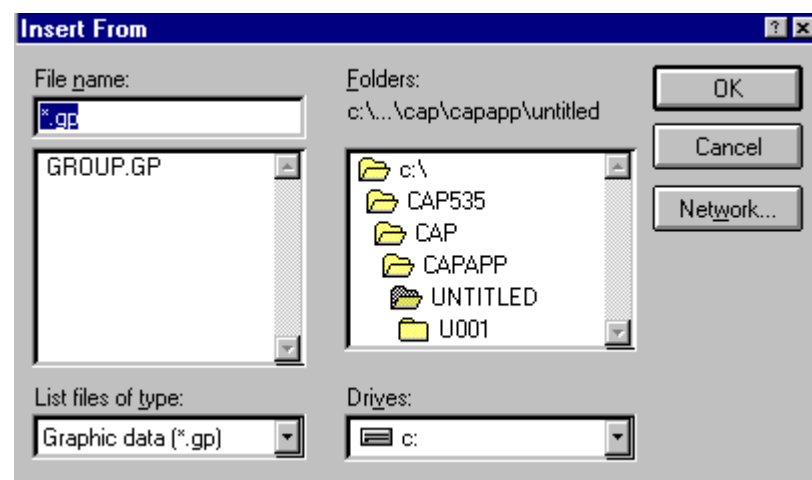 Insert From
File name:
*.gp
GROUP.GP
List files of type:
Graphic data (*.gp)
Folders:
c:\...\cap\capapp\untitled
c:\
CAP535
CAP
CAPAPP
UNTITLED
U001
Drives:
c:
OK
Cancel
Network...